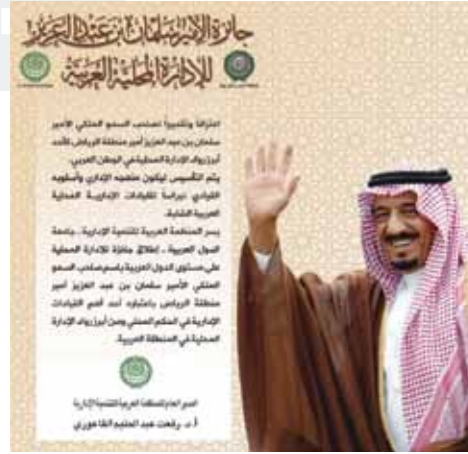 جائزة الأمير سلمان بن عبد العزيز
للإدارة المحلية العربية
اعترافا وتقديرا لصاحب السمو الملكي الأمير
سلمان بن عبد العزيز أمير منطقة الرياض كأحد
أبرز رواد الإدارة المحلية في الوطن العربي.
يتم التأسيس ليكون منهجه الإداري وأسلوبه
القيادي نبراسا للقيادات الإدارية المحلية
العربية الشابة.
يسر المنظمة العربية للتنمية الإدارية ـ جامعة
الدول العربية ـ إطلاق جائزة للإدارة المحلية
على مستوى الدول العربية باسم صاحب السمو
الملكي الأمير سلمان بن عبد العزيز أمير
منطقة الرياض باعتباره أحد أهم القيادات
الإدارية في الحكم المحلي ومن أبرز رواد الإدارة
المحلية في المنطقة العربية.
المدير العام للمنظمة العربية للتنمية الإدارية
أ. د. رفعت عبد الحليم الفاعوري